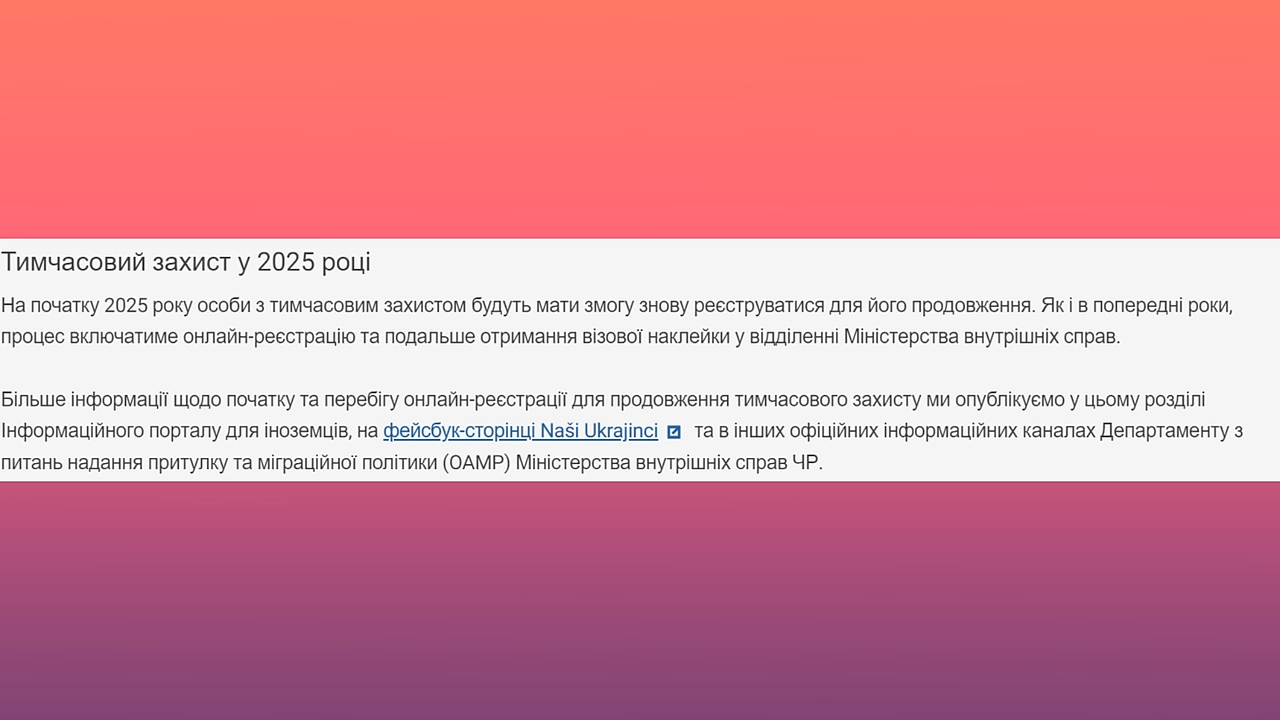 Тимчасовий захист у 2025 році
На початку 2025 року особи з тимчасовим захистом будуть мати змогу знову реєструватися для його продовження. Як і в попередні роки,
процес включатиме онлайн-реєстрацію та подальше отримання візової наклейки у відділенні Міністерства внутрішніх справ.
Більше інформації щодо початку та перебігу онлайн-реєстрації для продовження тимчасового захисту ми опублікуємо у цьому розділі
Інформаційного порталу для іноземців, на фейсбук-сторінці Naši Ukrajinci та в інших офіційних інформаційних каналах Департаменту з
питань надання притулку та міграційної політики (OAMP) Міністерства внутрішніх справ ЧР.